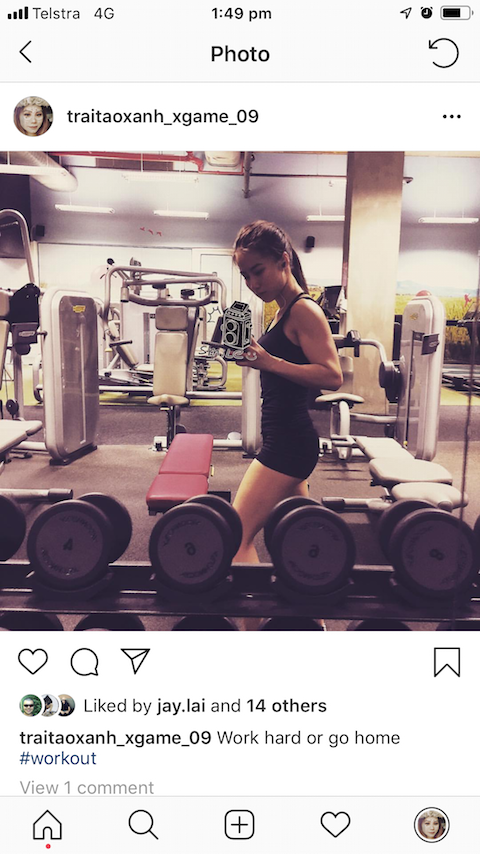 Telstra 4G 1:49 pm
Photo
traitaoxanh_xgame_09
Liked by jay.lai and 14 others
traitaoxanh_xgame_09 Work hard or go home
#workout
View 1 comment